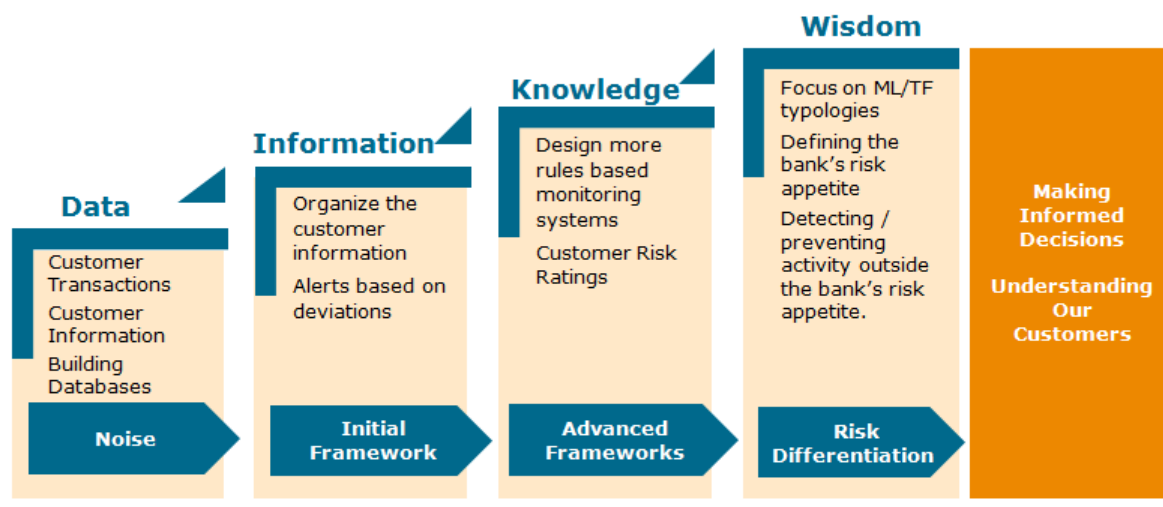 Data
Customer
Transactions
Customer
Information
Building
Databases
Noise
Information
Organize the
customer
information
Alerts based on
deviations
Initial
Framework
Knowledge
Design more
rules based
monitoring
systems
Customer Risk
Ratings
Advanced
Frameworks
Wisdom
Focus on ML/TF
typologies
Defining the
bank’s risk
appetite
Detecting /
preventing
activity outside
the bank’s risk
appetite.
Risk
Differentiation
Making
Informed
Decisions
Understanding
Our
Customers